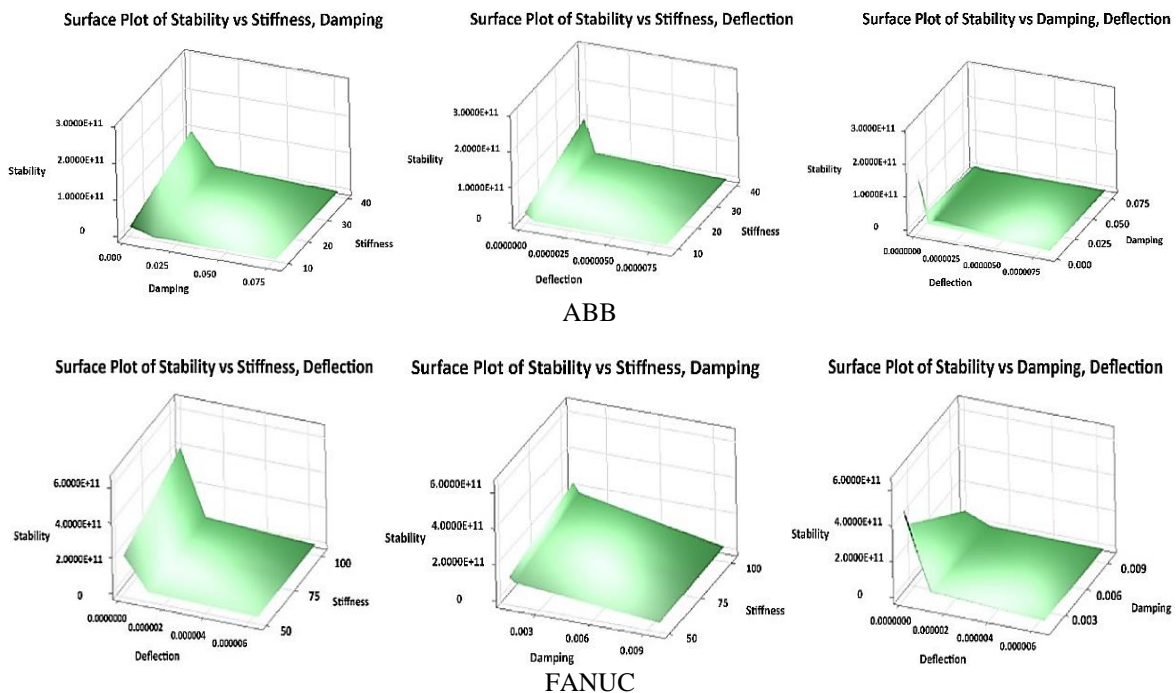 Surface Plot of Stability vs Stiffness, Damping
3.0000E+11
2.0000E+11
Stability
1.0000E+11
0
40
30
20
10
Stiffness
0.000
0.025
0.050
0.075
Damping
Surface Plot of Stability vs Stiffness, Deflection
3.0000E+11
2.0000E+11
Stability
1.0000E+11
0
40
30
20
10
Stiffness
0.0000000
0.0000025
0.0000050
0.0000075
Deflection
Surface Plot of Stability vs Damping, Deflection
3.0000E+11
2.0000E+11
Stability
1.0000E+11
0
0.075
0.050
0.025
0.000
Damping
0.0000000
0.0000025
0.0000050
0.0000075
Deflection
ABB
Surface Plot of Stability vs Stiffness, Deflection
6.0000E+11
4.0000E+11
Stability
2.0000E+11
0
100
75
50
Stiffness
0.0000000
0.000002
0.000004
0.000006
Deflection
Surface Plot of Stability vs Stiffness, Damping
6.0000E+11
4.0000E+11
Stability
2.0000E+11
0
100
75
50
Stiffness
0.003
0.006
0.009
Damping
Surface Plot of Stability vs Damping, Deflection
6.0000E+11
4.0000E+11
Stability
2.0000E+11
0
0.009
0.006
0.003
Damping
0.0000000
0.000002
0.000004
0.000006
Deflection
FANUC